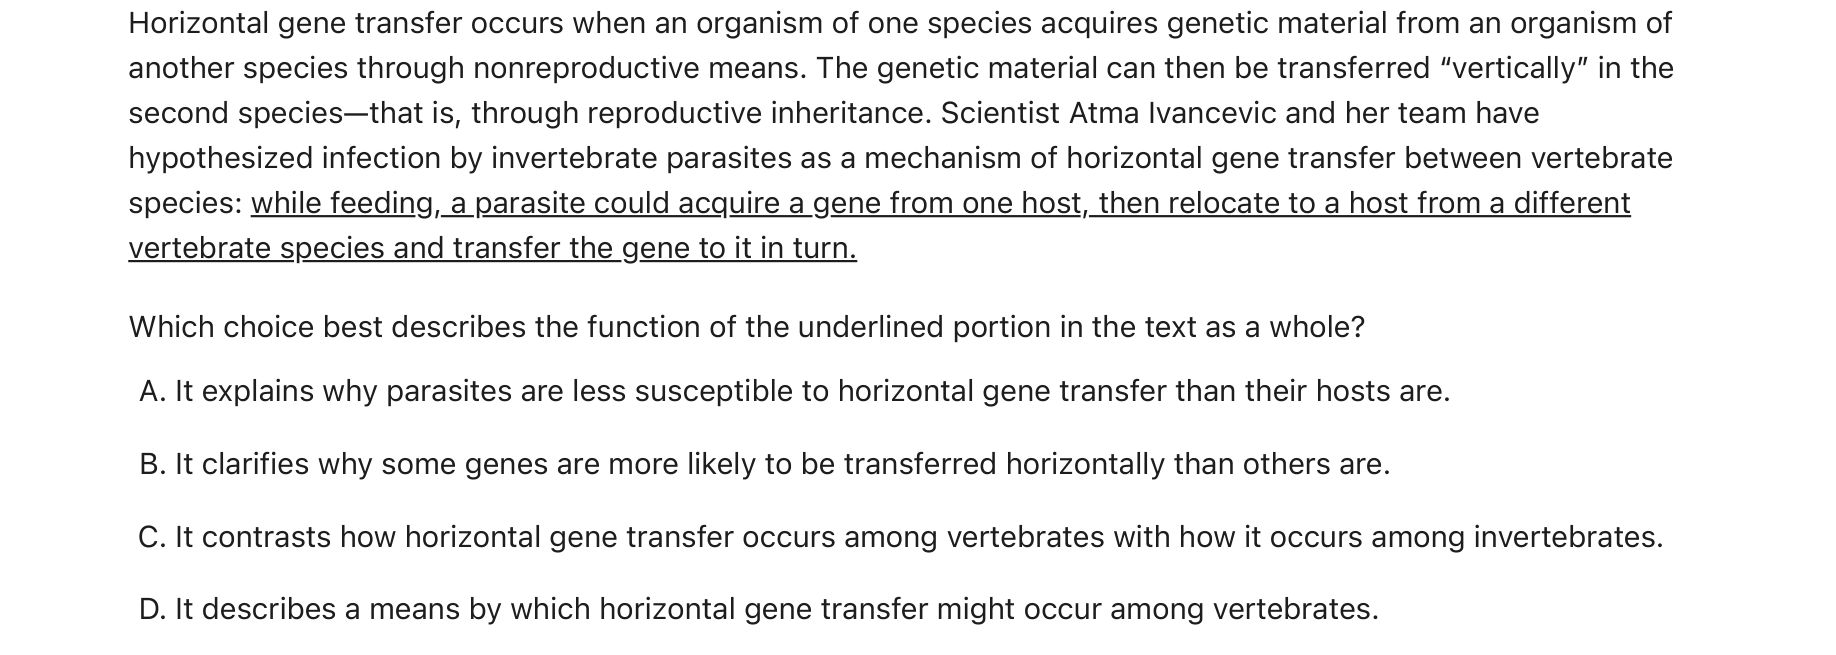 Horizontal gene transfer occurs when an organism of one species acquires genetic material from an organism of
another species through nonreproductive means. The genetic material can then be transferred “vertically” in the
second species—that is, through reproductive inheritance. Scientist Atma Ivancevic and her team have
hypothesized infection by invertebrate parasites as a mechanism of horizontal gene transfer between vertebrate
species: while feeding, a parasite could acquire a gene from one host, then relocate to a host from a different
vertebrate species and transfer the gene to it in turn.
Which choice best describes the function of the underlined portion in the text as a whole?
A. It explains why parasites are less susceptible to horizontal gene transfer than their hosts are.
B. It clarifies why some genes are more likely to be transferred horizontally than others are.
C. It contrasts how horizontal gene transfer occurs among vertebrates with how it occurs among invertebrates.
D. It describes a means by which horizontal gene transfer might occur among vertebrates.